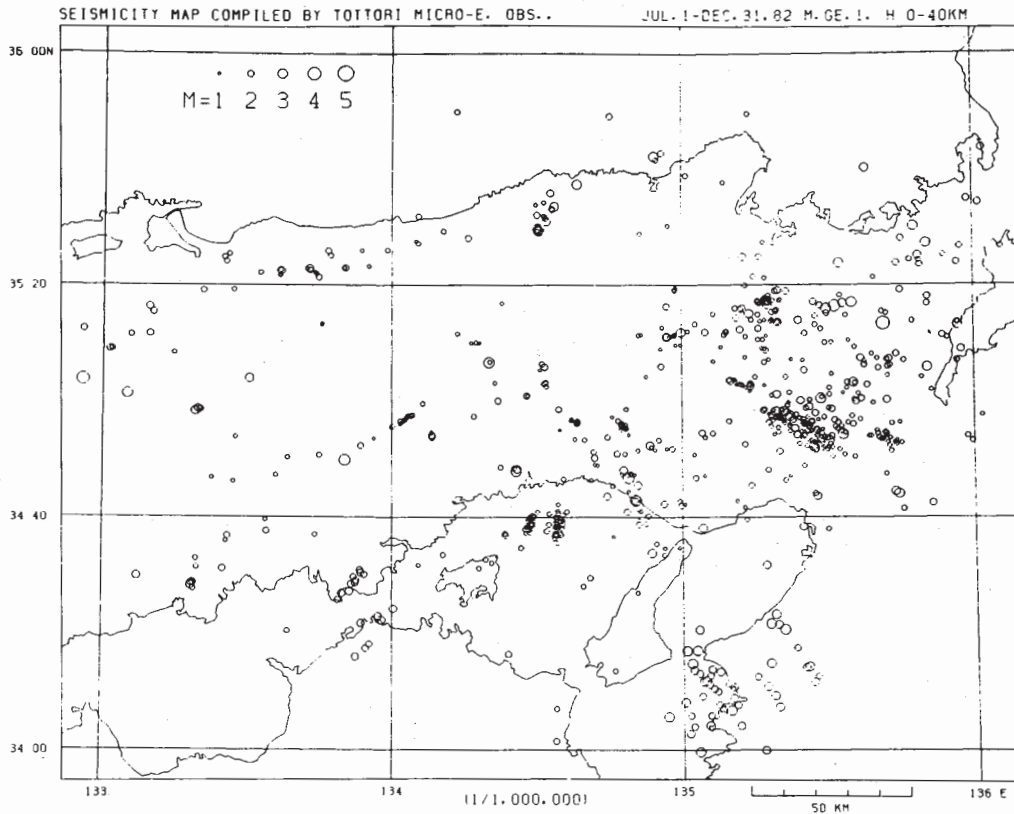 SEISMICITY MAP COMPILED BY TOTTORI MICRO-E. OBS.. JUL.1-DEC.31.82 M.GE.1. H 0-40KM
36 00N
M=1 2 3 4 5
35 20
34 40
34 00
133 134 135 136 E
(1/1.000.000)
50 KM